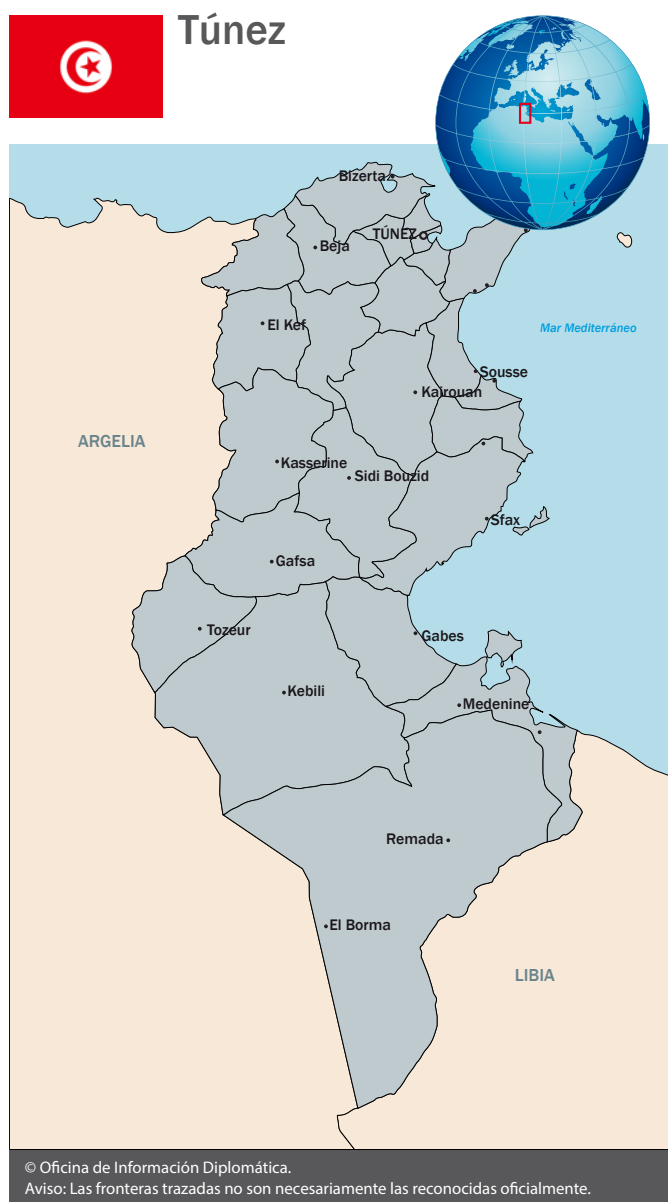 Túnez
Bizerta
TÚNEZ
Beja
El Kef
Mar Mediterráneo
Sousse
Kairouan
ARGELIA
Kasserine
Sidi Bouzid
Sfax
Gafsa
Tozeur
Gabes
Kebili
Medenine
Remada
El Borma
LIBIA
© Oficina de Información Diplomática.
Aviso: Las fronteras trazadas no son necesariamente las reconocidas oficialmente.